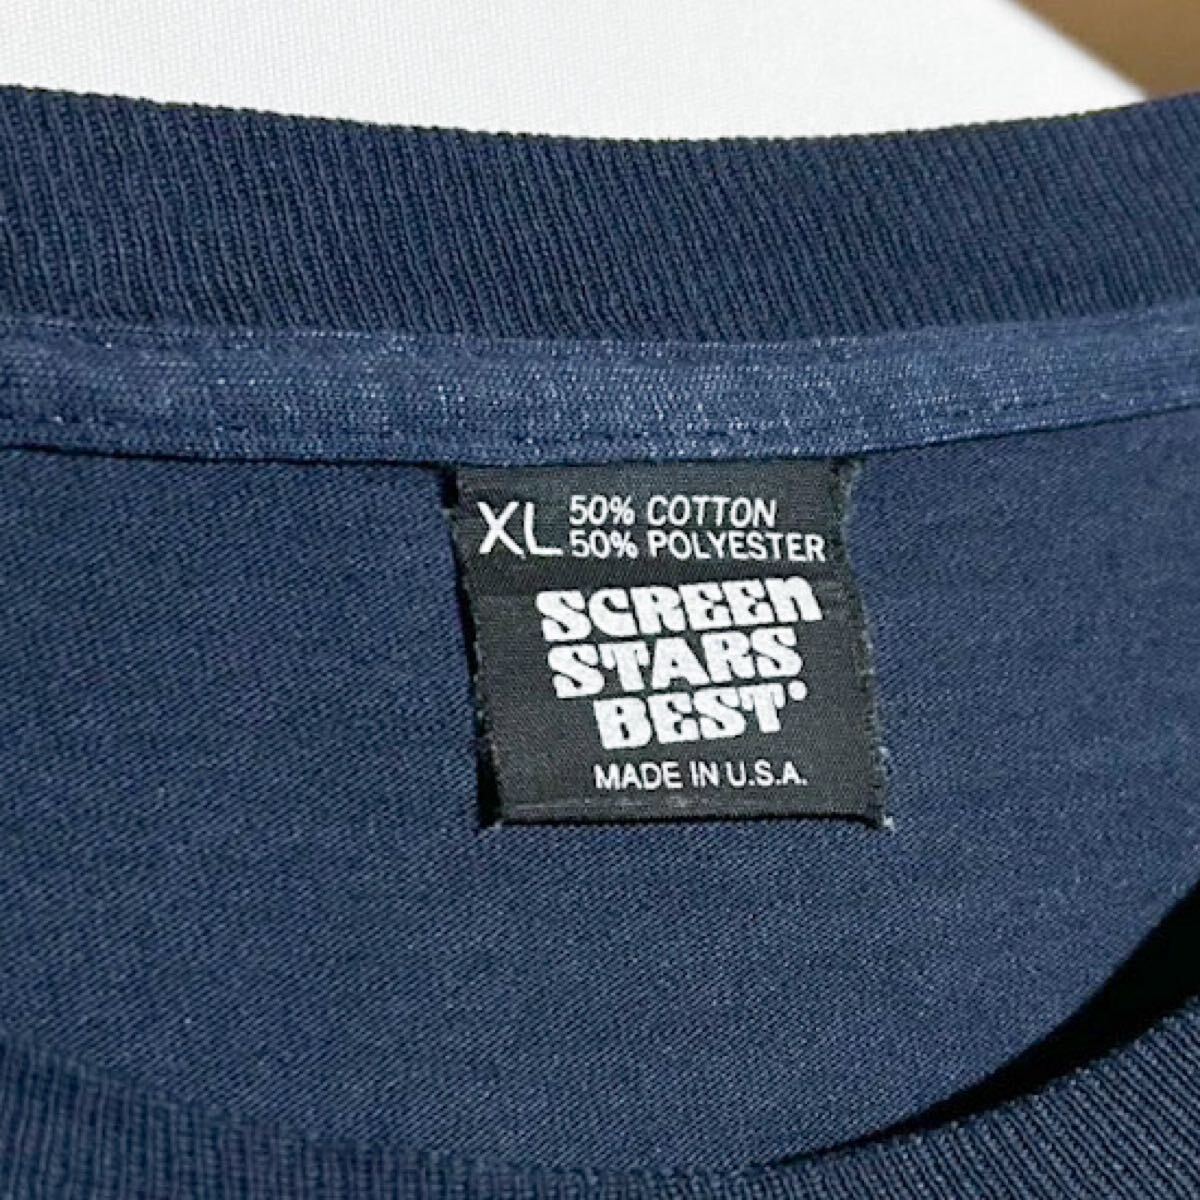 XL 50% COTTON
50% POLYESTER
SCREEN
STARS
BEST
MADE IN U.S.A.